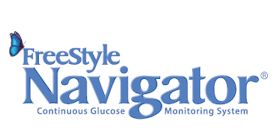 FreeStyle
Navigator®
Continuous Glucose Monitoring System